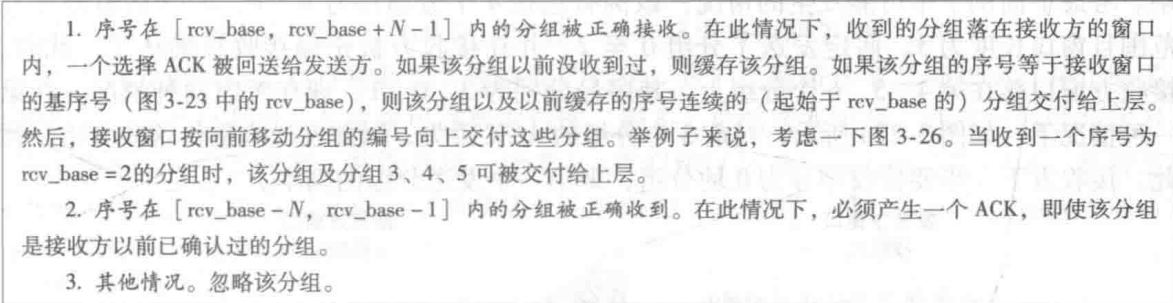 1. 序号在［rcv_base，rcv_base + N - 1］内的分组被正确接收。在此情况下，收到的分组落在接收方的窗口
内，一个选择 ACK 被回送给发送方。如果该分组以前没收到过，则缓存该分组。如果该分组的序号等于接收窗口
的基序号（图 3-23 中的 rcv_base），则该分组以及以前缓存的序号连续的（起始于 rcv_base 的）分组交付给上层。
然后，接收窗口按向前移动分组的编号向上交付这些分组。举例子来说，考虑一下图 3-26。当收到一个序号为
rcv_base =2的分组时，该分组及分组 3、4、5 可被交付给上层。
2. 序号在［rcv_base - N，rcv_base - 1］内的分组被正确收到。在此情况下，必须产生一个 ACK，即使该分组
是接收方以前已确认过的分组。
3. 其他情况。忽略该分组。